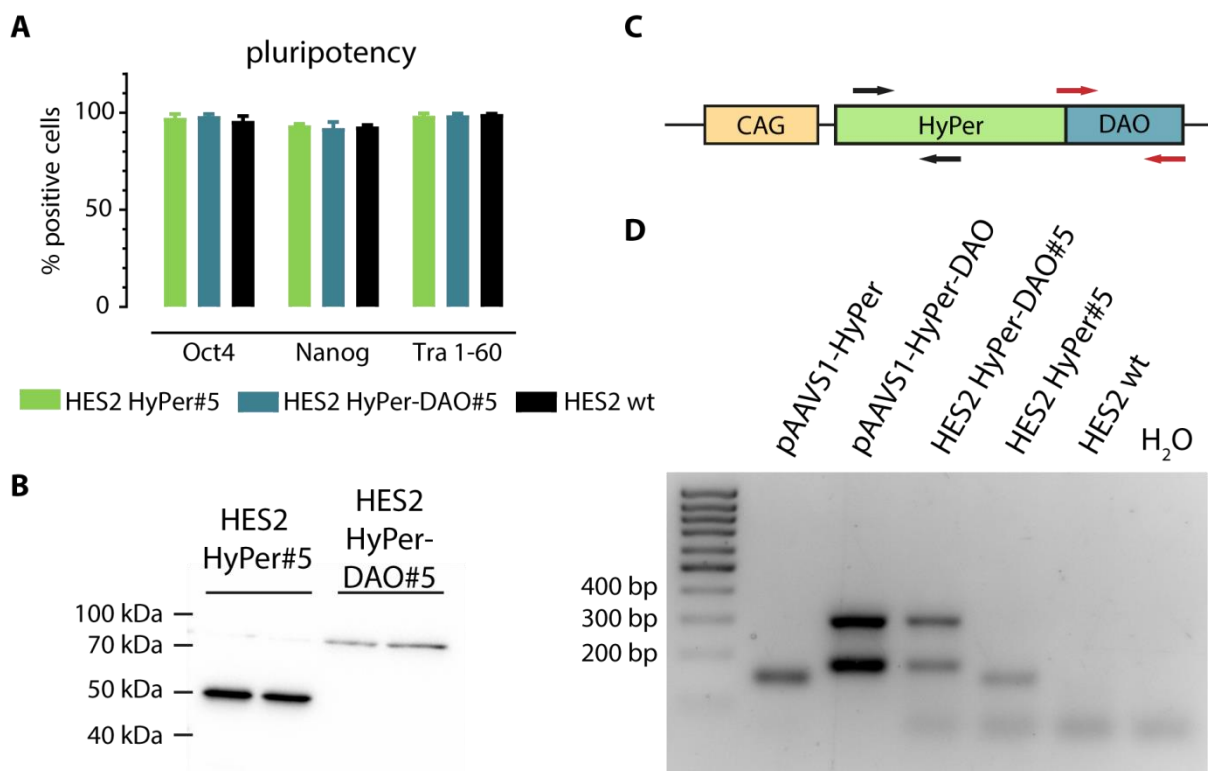 A
pluripotency
% positive cells
100
50
0
Oct4 Nanog Tra 1-60
HES2 HyPer#5 HES2 HyPer-DAO#5 HES2 wt
B
HES2
HyPer#5
HES2
HyPer-
DAO#5
100 kDa
70 kDa
50 kDa
40 kDa
C
CAG HyPer DAO
D
pAAVS1-HyPer
pAAVS1-HyPer-DAO
HES2 HyPer-DAO#5
HES2 HyPer#5
HES2 wt
H₂O
400 bp
300 bp
200 bp